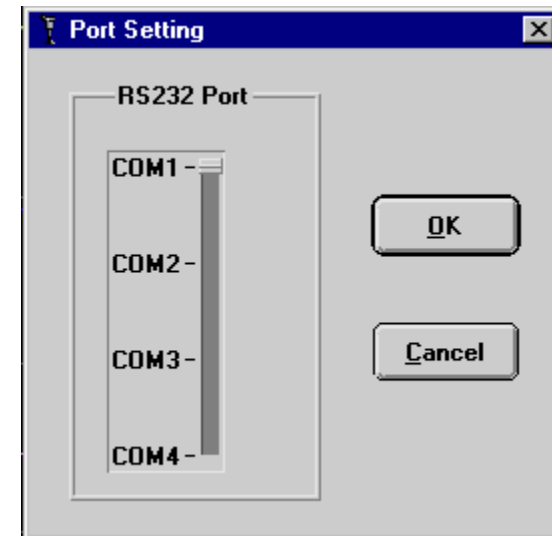 Port Setting
RS232 Port
COM1
COM2
COM3
COM4
OK
Cancel